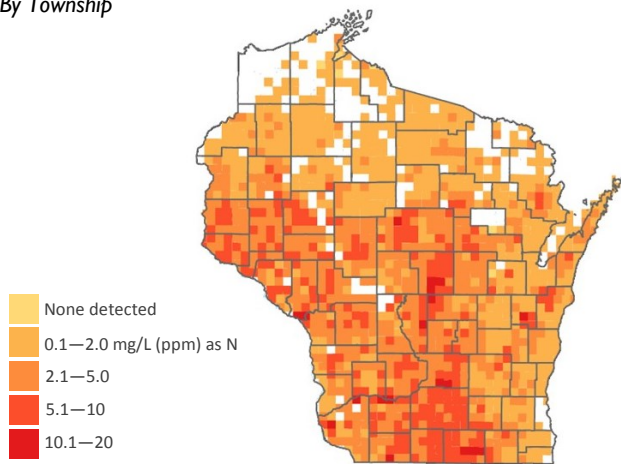 By Township
None detected
0.1—2.0 mg/L (ppm) as N
2.1—5.0
5.1—10
10.1—20